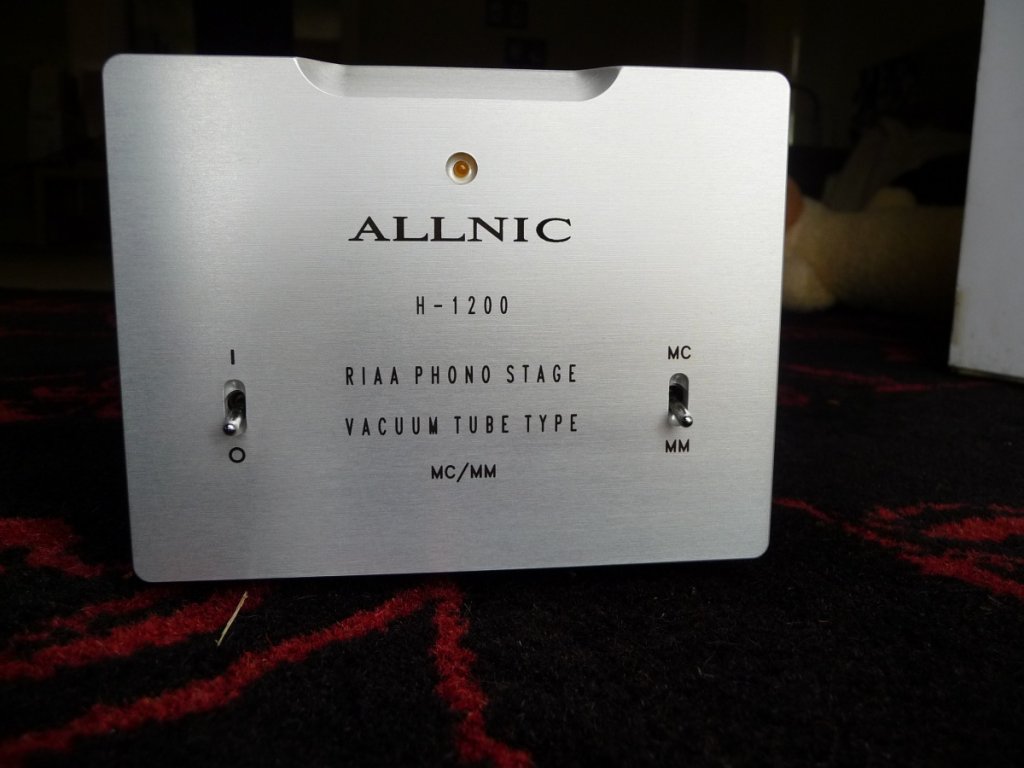 ALLNIC
H-1200
I
MC
RIAA PHONO STAGE
VACUUM TUBE TYPE
O
MM
MC/MM